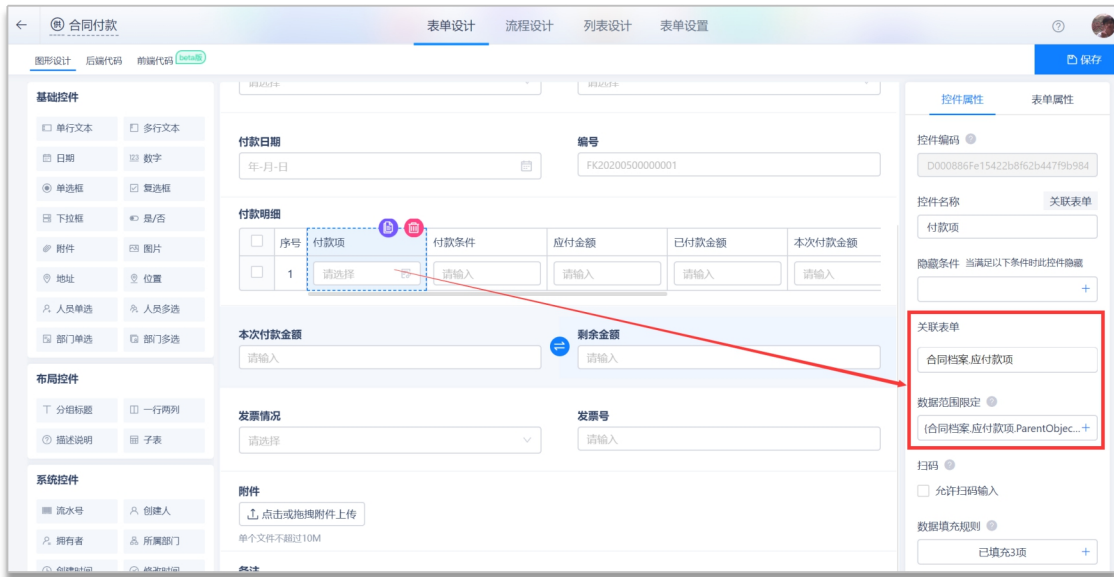 合同付款
表单设计 流程设计 列表设计 表单设置
图形设计 后端代码 前端代码 beta版
保存
基础控件
单行文本 多行文本
日期 数字
单选框 复选框
下拉框 是/否
附件 图片
地址 位置
人员单选 人员多选
部门单选 部门多选
布局控件
分组标题 一行两列
描述说明 子表
系统控件
流水号 创建人
拥有者 所属部门
创建时间 修改时间
请选择 请选择
付款日期 编号
年-月-日 FK20200500000001
付款明细
序号 付款项 付款条件 应付金额 已付款金额 本次付款金额
1 请选择 请输入 请输入 请输入 请输入
本次付款金额 剩余金额
请输入 请输入
发票情况 发票号
请选择 请输入
附件
点击或拖拽附件上传
单个文件不超过10M
备注
控件属性 表单属性
控件编码
D000886Fe15422b8f62b447f9b984
控件名称 关联表单
付款项
隐藏条件 当满足以下条件时此控件隐藏
关联表单
合同档案.应付款项
数据范围限定
(合同档案.应付款项.ParentObjec...
扫码
允许扫码输入
数据填充规则
已填充3项